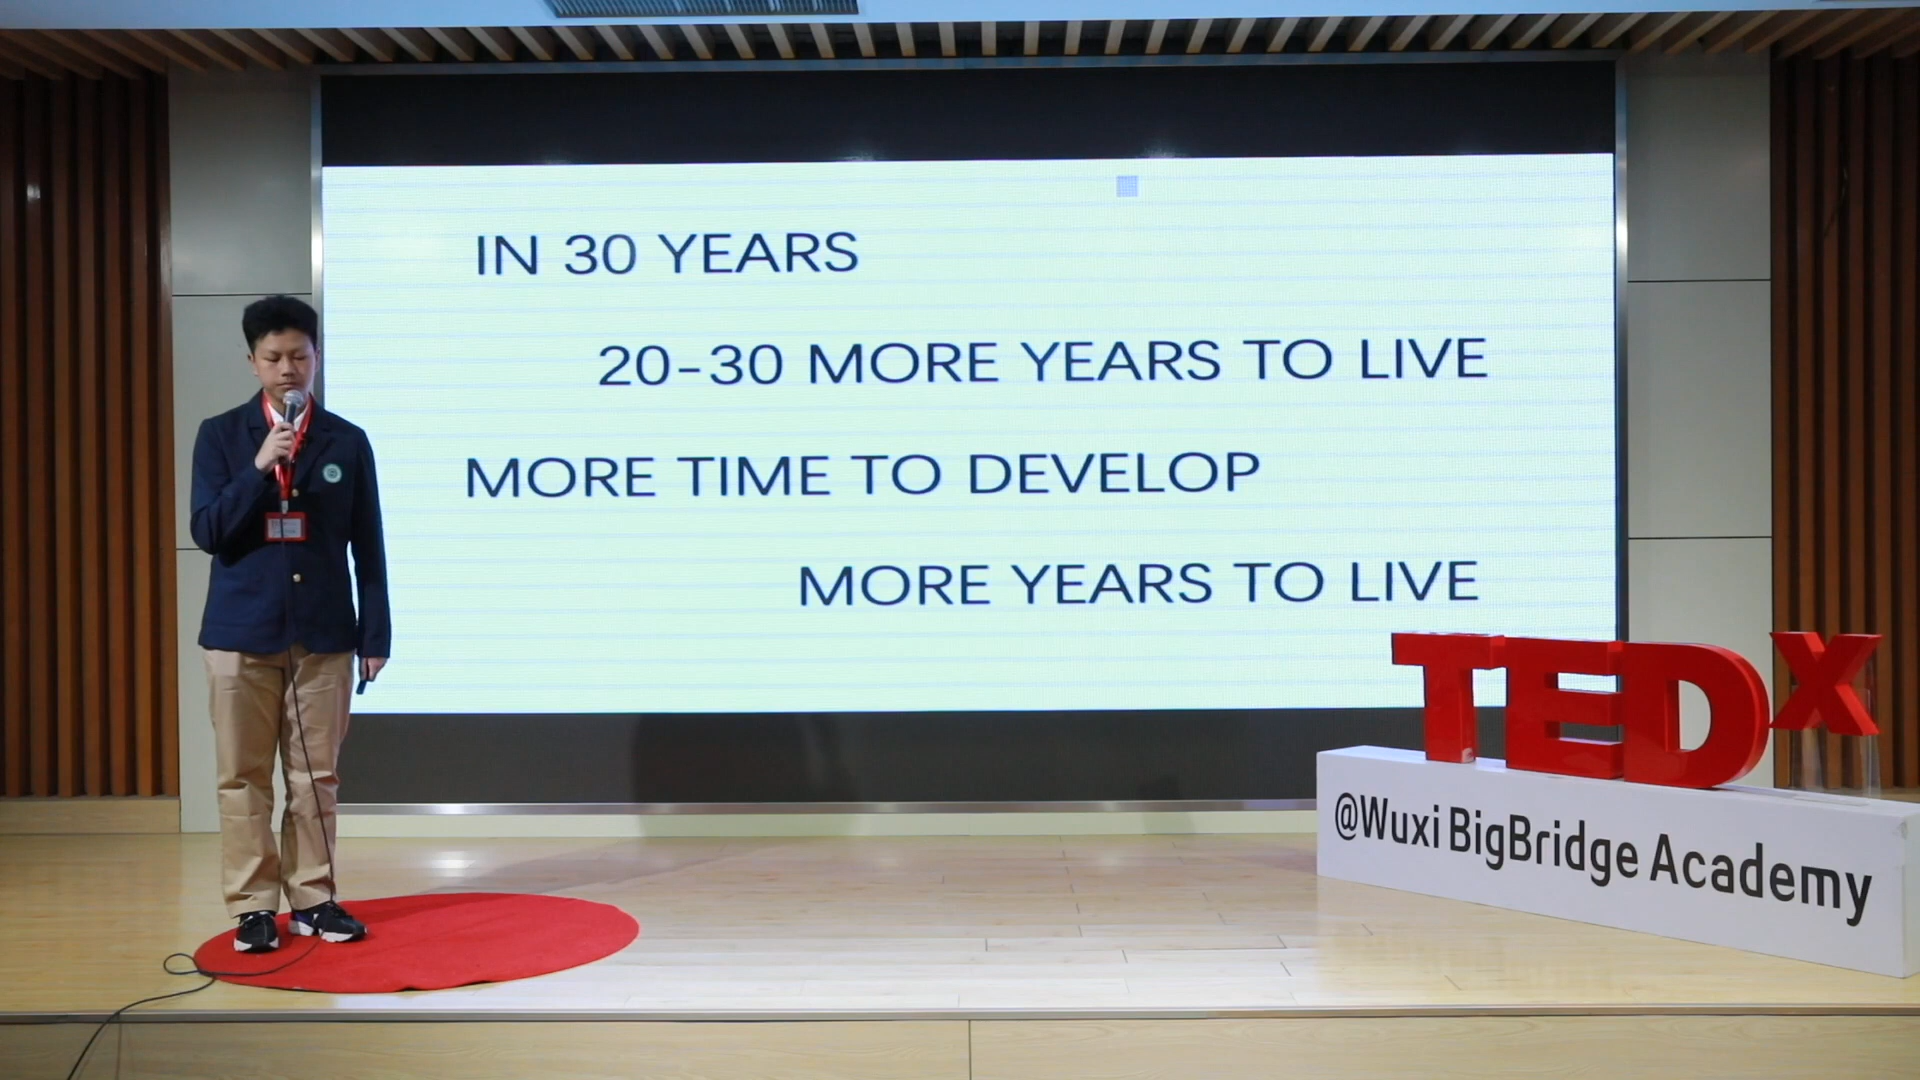 IN 30 YEARS
20-30 MORE YEARS TO LIVE
MORE TIME TO DEVELOP
MORE YEARS TO LIVE
TEDx
@Wuxi BigBridge Academy